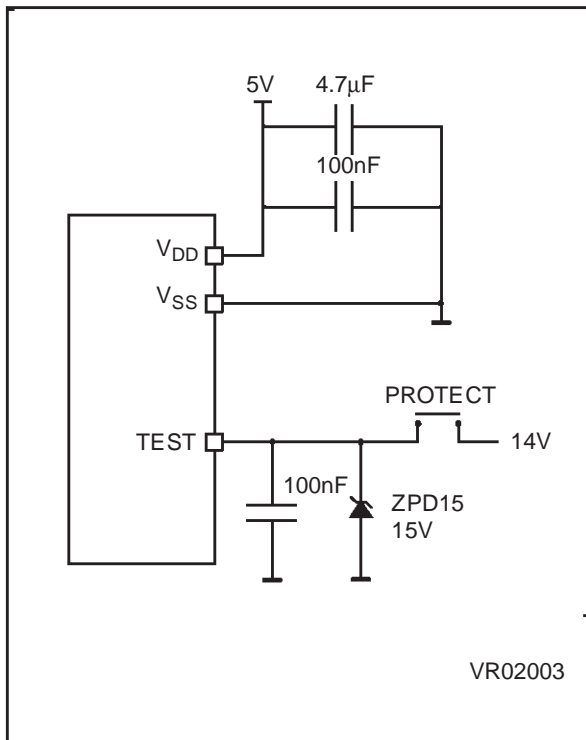 5V
4.7µF
100nF
VDD
VSS
PROTECT
TEST
14V
100nF
ZPD15
15V
VR02003